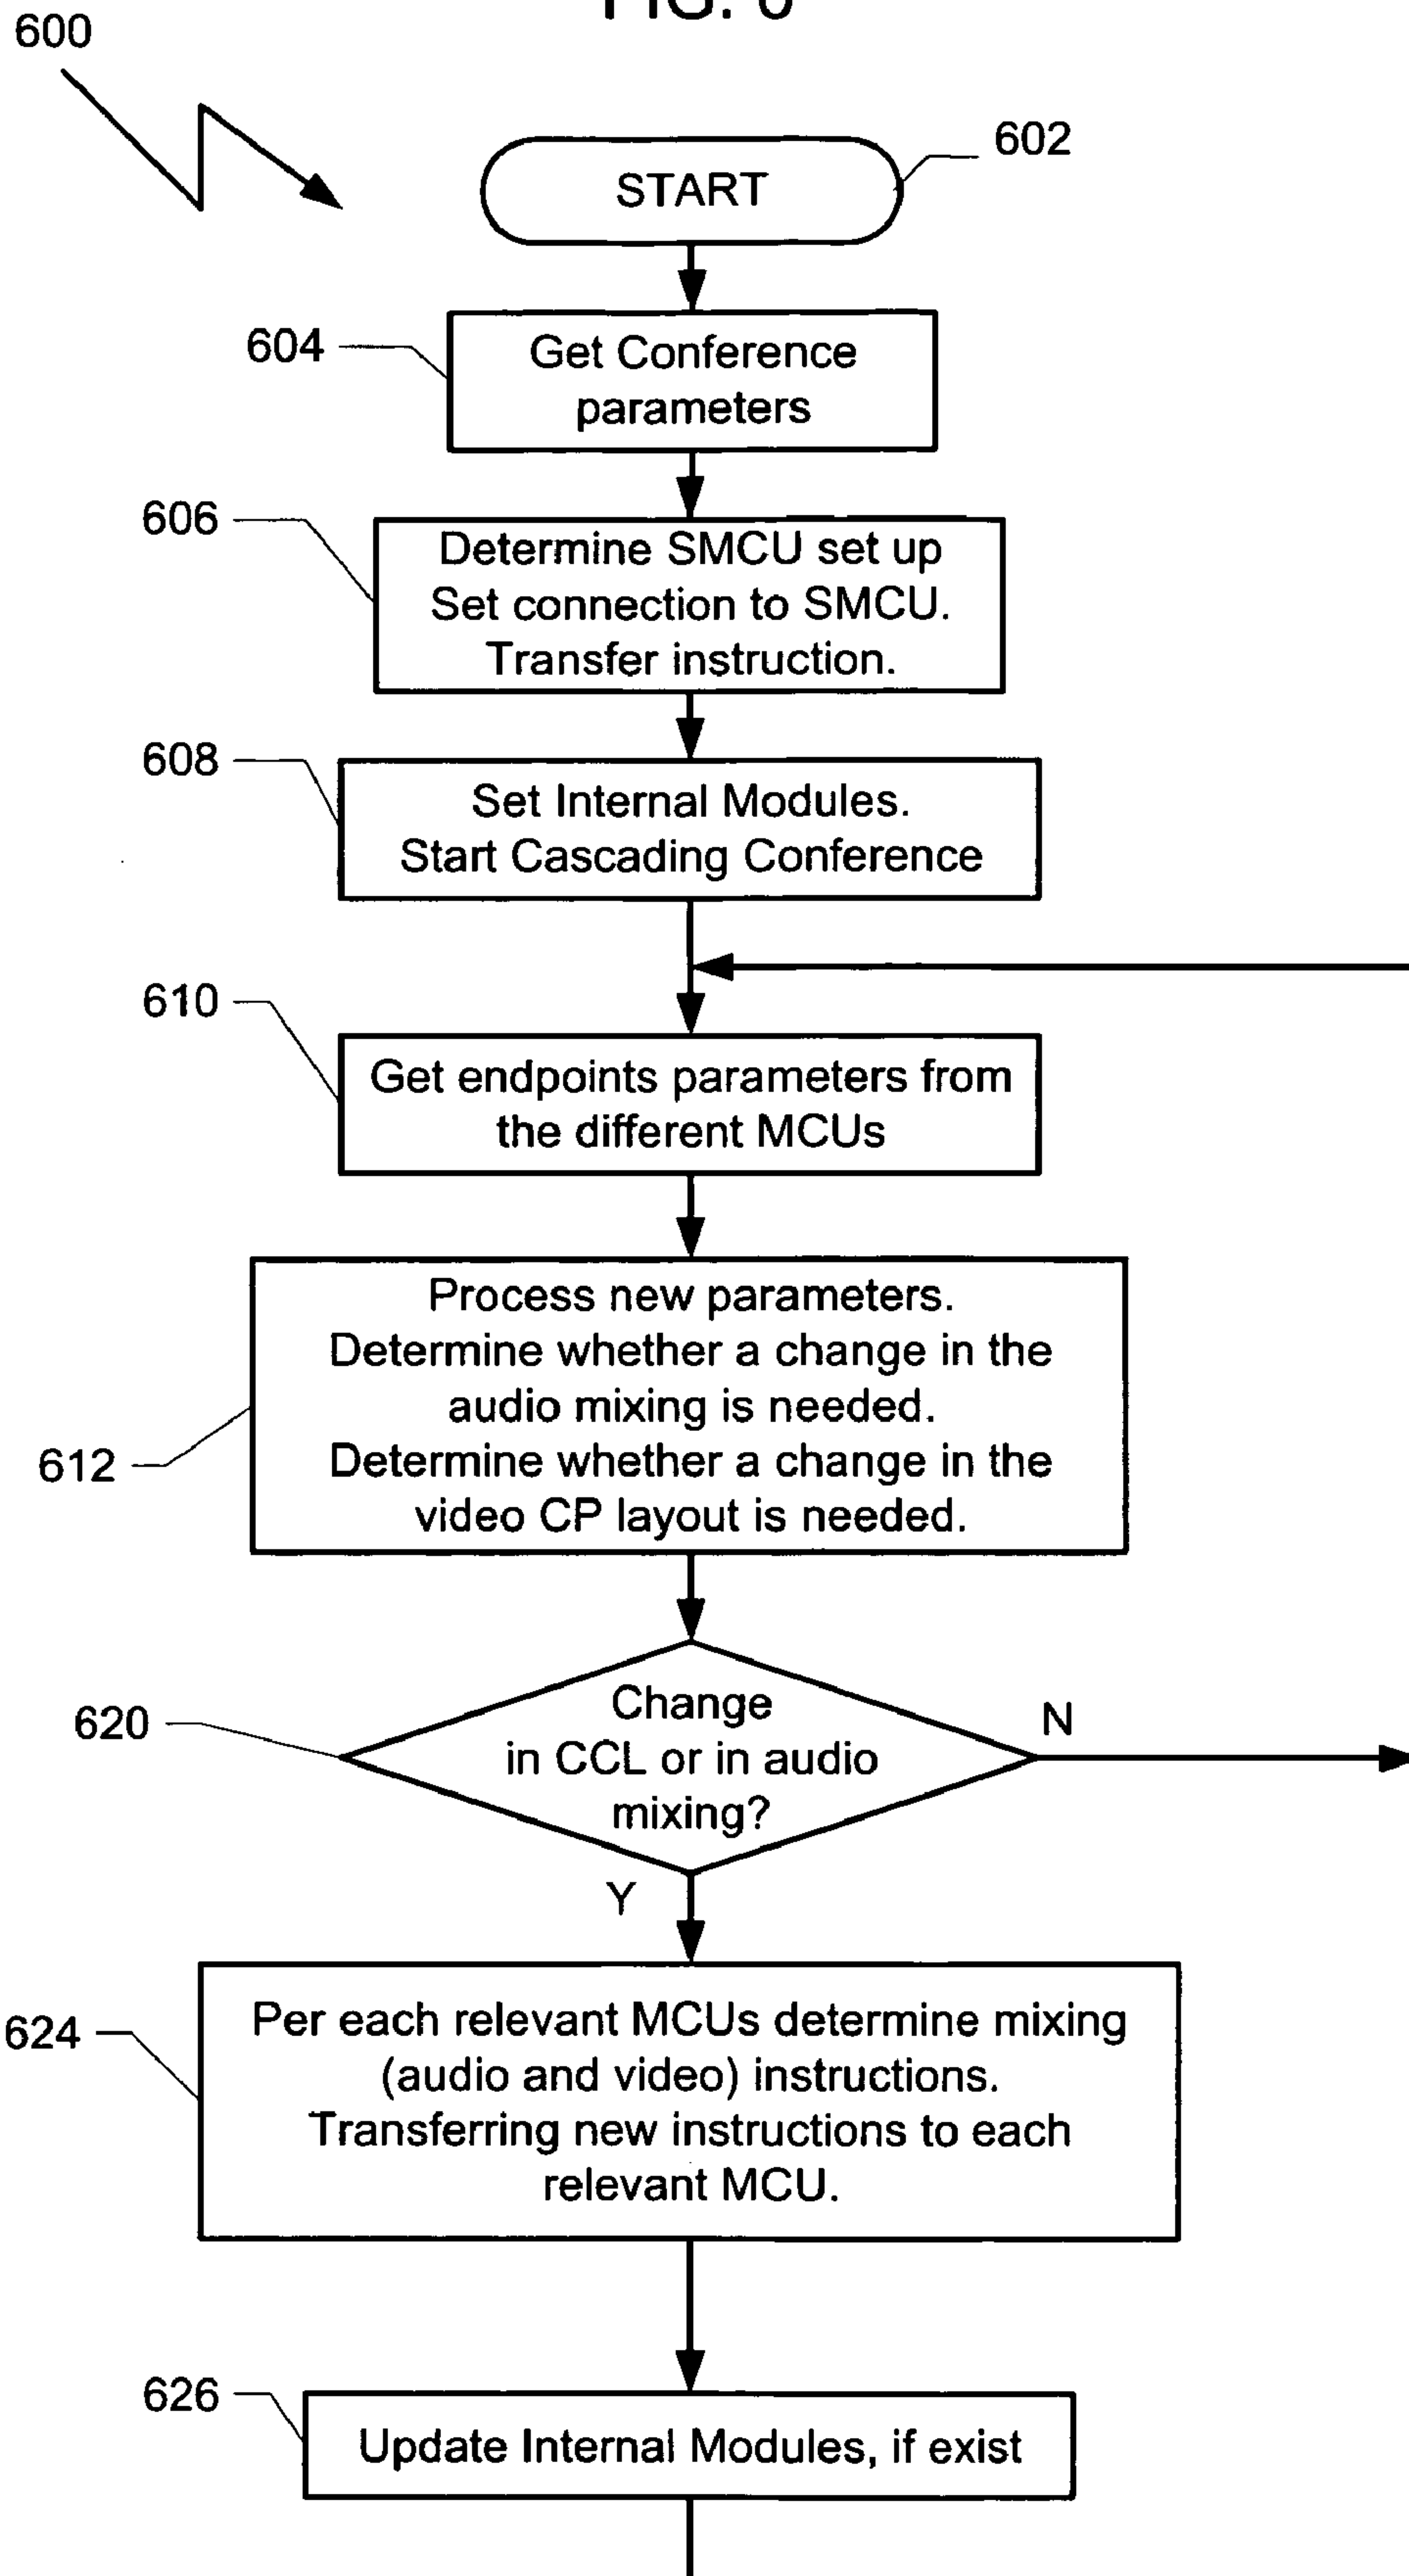 FIG. 6
600
602
START
604
Get Conference
parameters
606
Determine SMCU set up
Set connection to SMCU.
Transfer instruction.
608
Set Internal Modules.
Start Cascading Conference
610
Get endpoints parameters from
the different MCUs
Process new parameters.
Determine whether a change in the
audio mixing is needed.
Determine whether a change in the
video CP layout is needed.
612
620
Change
in CCL or in audio
mixing?
N
Y
624
Per each relevant MCUs determine mixing
(audio and video) instructions.
Transferring new instructions to each
relevant MCU.
626
Update Internal Modules, if exist